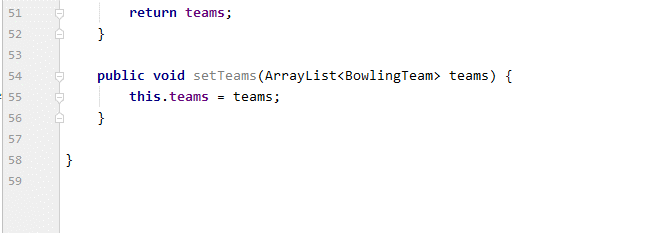 51 return teams;
52 }
53
54 public void setTeams(ArrayList<BowlingTeam> teams) {
55 this.teams = teams;
56 }
57
58 }
59